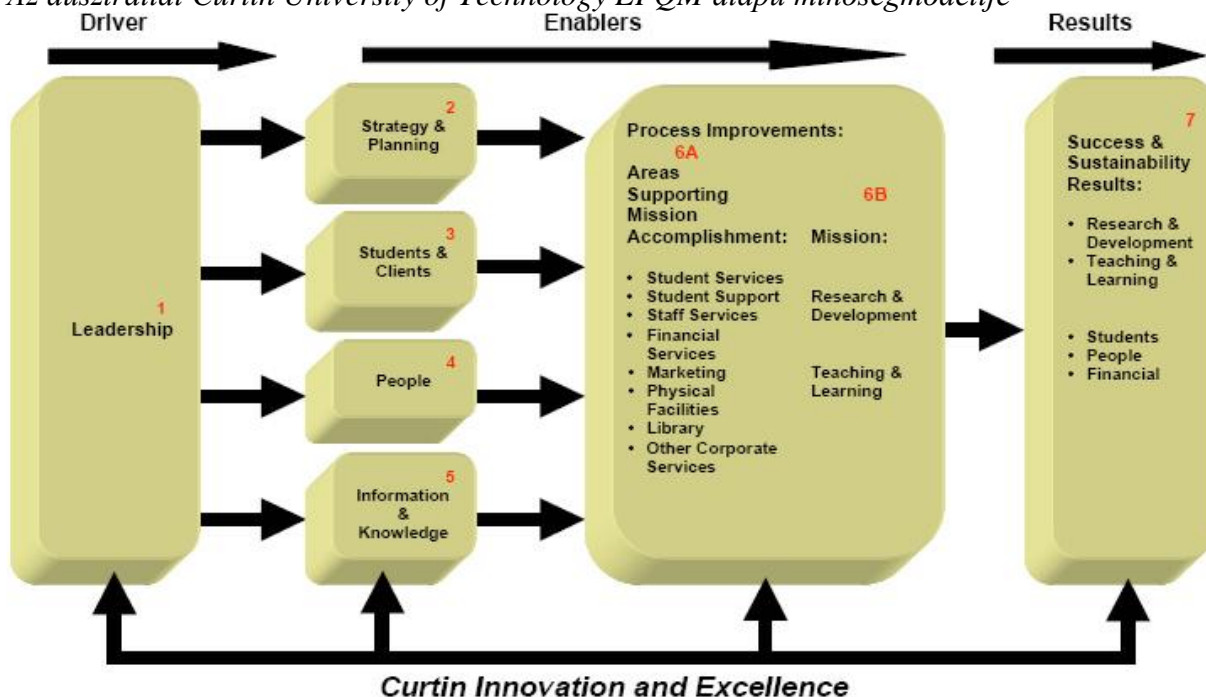 Az ausztráliai Curtin University of Technology EFQM alapú minőségmodellje
Driver
Enablers
Results
1
Leadership
2
Strategy &
Planning
3
Students &
Clients
4
People
5
Information
&
Knowledge
Process Improvements:
6A
Areas
Supporting
Mission
Accomplishment:
• Student Services
• Student Support
• Staff Services
• Financial
Services
• Marketing
• Physical
Facilities
• Library
• Other Corporate
Services
6B
Mission:
Research &
Development
Teaching &
Learning
7
Success &
Sustainability
Results:
• Research &
Development
• Teaching &
Learning
• Students
• People
• Financial
Curtin Innovation and Excellence